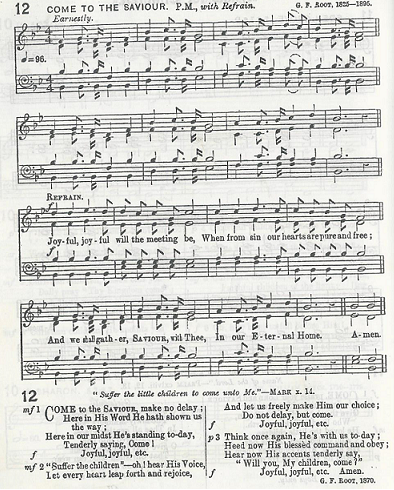 12 COME TO THE SAVIOUR. P.M., with Refrain. G. F. ROOT, 1825—1895.
Earnestly.
♩=96.
REFRAIN.
f
Joy-ful, joy-ful will the meeting be, When from sin our hearts are pure and free;
And we shall gath-er, SAVIOUR, with Thee, In our E-ter-nal Home. A-men.
12 "Suffer the little children to come unto Me."—MARK x. 14.
mf 1 COME to the SAVIOUR, make no delay;
Here in His Word He hath shown us
the way;
Here in our midst He's standing to-day,
Tenderly saying, Come!
f Joyful, joyful, etc.
mf 2 "Suffer the children"—oh! hear His Voice,
Let every heart leap forth and rejoice,
And let us freely make Him our choice;
Do not delay, but come.
f Joyful, joyful, etc.
p 3 Think once again, He's with us to-day;
Heed now His blessèd command and obey;
Hear now His accents tenderly say,
"Will you, My children, come?"
f Joyful, joyful, etc. Amen.
G. F. ROOT, 1870.